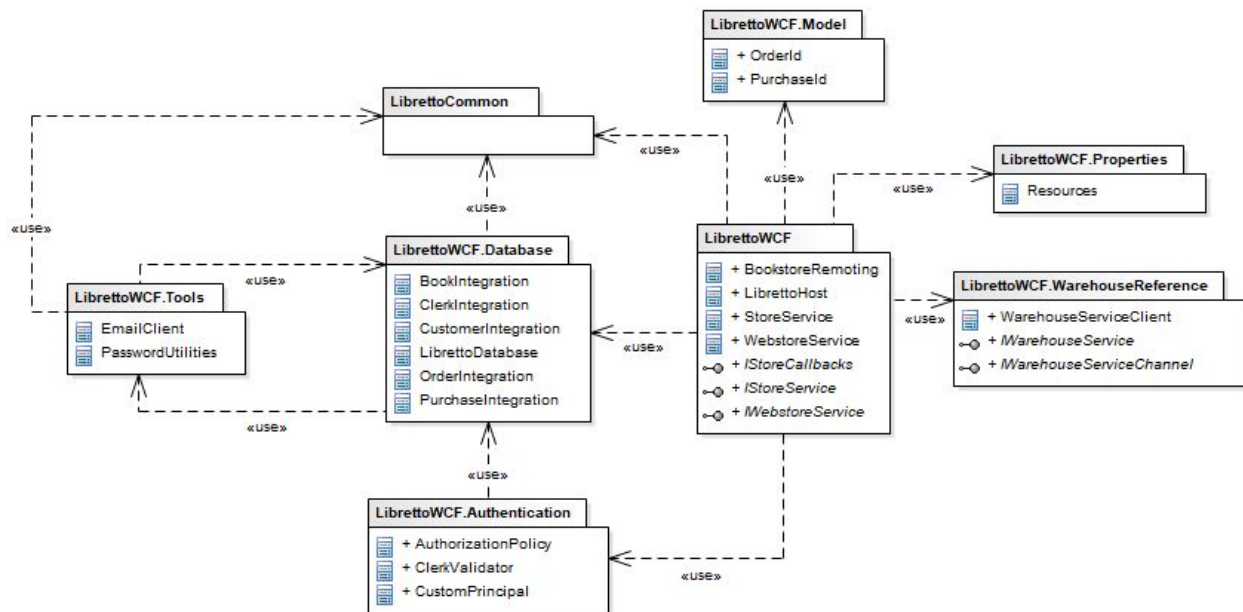 LibrettoWCF.Model
+ OrderId
+ PurchaseId
LibrettoCommon
«use»
«use»
LibrettoWCF.Properties
Resources
«use»
«use»
«use»
«use»
LibrettoWCF.Database
BookIntegration
ClerkIntegration
CustomerIntegration
LibrettoDatabase
OrderIntegration
PurchaseIntegration
LibrettoWCF
+ BookstoreRemoting
+ LibrettoHost
+ StoreService
+ WebstoreService
+ IStoreCallbacks
+ IStoreService
+ IWebstoreService
«use»
LibrettoWCF.Tools
EmailClient
PasswordUtilities
LibrettoWCF.WarehouseReference
+ WarehouseServiceClient
+ IWarehouseService
+ IWarehouseServiceChannel
«use»
«use»
«use»
«use»
LibrettoWCF.Authentication
+ AuthorizationPolicy
+ ClerkValidator
+ CustomPrincipal
«use»